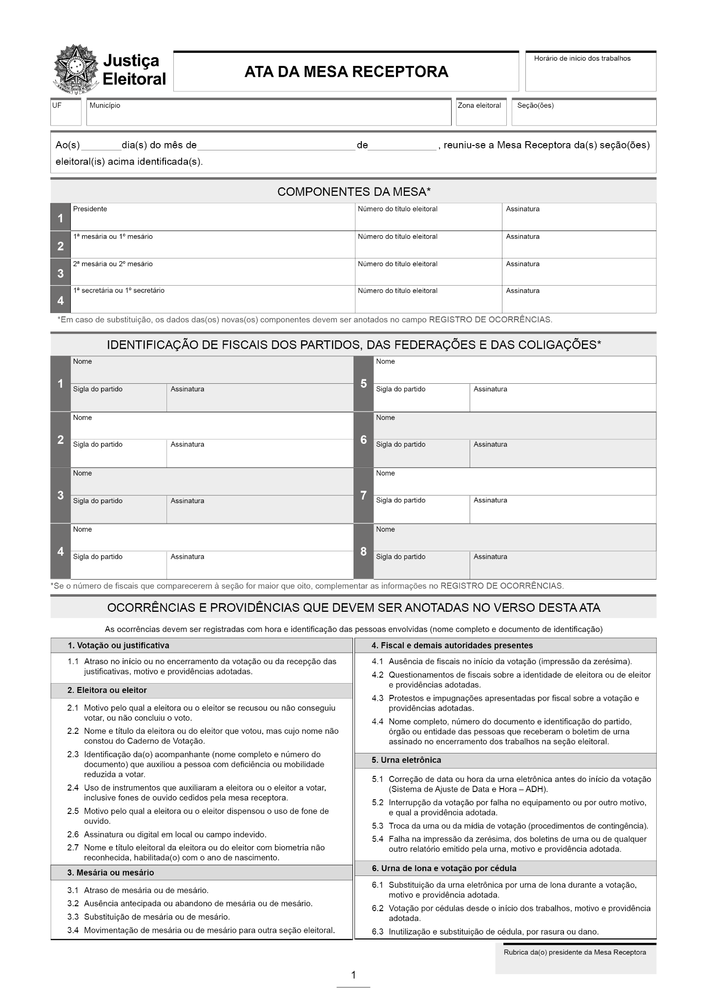 Justiça
Eleitoral
ATA DA MESA RECEPTORA
Horário de início dos trabalhos
UF
Município
Zona eleitoral
Seção(ões)
Ao(s) ________ dia(s) do mês de ______________________________ de _____________ , reuniu-se a Mesa Receptora da(s) seção(ões)
eleitoral(is) acima identificada(s).
COMPONENTES DA MESA*
1
Presidente
Número do título eleitoral
Assinatura
2
1ª mesária ou 1º mesário
Número do título eleitoral
Assinatura
3
2ª mesária ou 2º mesário
Número do título eleitoral
Assinatura
4
1ª secretária ou 1º secretário
Número do título eleitoral
Assinatura
*Em caso de substituição, os dados das(os) novas(os) componentes devem ser anotados no campo REGISTRO DE OCORRÊNCIAS.
IDENTIFICAÇÃO DE FISCAIS DOS PARTIDOS, DAS FEDERAÇÕES E DAS COLIGAÇÕES*
1
Nome
Sigla do partido
Assinatura
2
Nome
Sigla do partido
Assinatura
3
Nome
Sigla do partido
Assinatura
4
Nome
Sigla do partido
Assinatura
5
Nome
Sigla do partido
Assinatura
6
Nome
Sigla do partido
Assinatura
7
Nome
Sigla do partido
Assinatura
8
Nome
Sigla do partido
Assinatura
*Se o número de fiscais que comparecerem à seção for maior que oito, complementar as informações no REGISTRO DE OCORRÊNCIAS.
OCORRÊNCIAS E PROVIDÊNCIAS QUE DEVEM SER ANOTADAS NO VERSO DESTA ATA
As ocorrências devem ser registradas com hora e identificação das pessoas envolvidas (nome completo e documento de identificação)
1. Votação ou justificativa
1.1 Atraso no início ou no encerramento da votação ou da recepção das
justificativas, motivo e providências adotadas.
2. Eleitora ou eleitor
2.1 Motivo pelo qual a eleitora ou o eleitor se recusou ou não conseguiu
votar, ou não concluiu o voto.
2.2 Nome e título da eleitora ou do eleitor que votou, mas cujo nome não
constou do Caderno de Votação.
2.3 Identificação da(o) acompanhante (nome completo e número do
documento) que auxiliou a pessoa com deficiência ou mobilidade
reduzida a votar.
2.4 Uso de instrumentos que auxiliaram a eleitora ou o eleitor a votar,
inclusive fones de ouvido cedidos pela mesa receptora.
2.5 Motivo pelo qual a eleitora ou o eleitor dispensou o uso de fone de
ouvido.
2.6 Assinatura ou digital em local ou campo indevido.
2.7 Nome e título eleitoral da eleitora ou do eleitor com biometria não
reconhecida, habilitada(o) com o ano de nascimento.
3. Mesária ou mesário
3.1 Atraso de mesária ou de mesário.
3.2 Ausência antecipada ou abandono de mesária ou de mesário.
3.3 Substituição de mesária ou de mesário.
3.4 Movimentação de mesária ou de mesário para outra seção eleitoral.
4. Fiscal e demais autoridades presentes
4.1 Ausência de fiscais no início da votação (impressão da zerésima).
4.2 Questionamentos de fiscais sobre a identidade de eleitora ou de eleitor
e providências adotadas.
4.3 Protestos e impugnações apresentadas por fiscal sobre a votação e
providências adotadas.
4.4 Nome completo, número do documento e identificação do partido,
órgão ou entidade das pessoas que receberam o boletim de urna
assinado no encerramento dos trabalhos na seção eleitoral.
5. Urna eletrônica
5.1 Correção de data ou hora da urna eletrônica antes do início da votação
(Sistema de Ajuste de Data e Hora – ADH).
5.2 Interrupção da votação por falha no equipamento ou por outro motivo,
e qual a providência adotada.
5.3 Troca da urna ou da mídia de votação (procedimentos de contingência).
5.4 Falha na impressão da zerésima, dos boletins de urna ou de qualquer
outro relatório emitido pela urna, motivo e providência adotada.
6. Urna de lona e votação por cédula
6.1 Substituição da urna eletrônica por urna de lona durante a votação,
motivo e providência adotada.
6.2 Votação por cédulas desde o início dos trabalhos, motivo e providência
adotada.
6.3 Inutilização e substituição de cédula, por rasura ou dano.
Rubrica da(o) presidente da Mesa Receptora
1